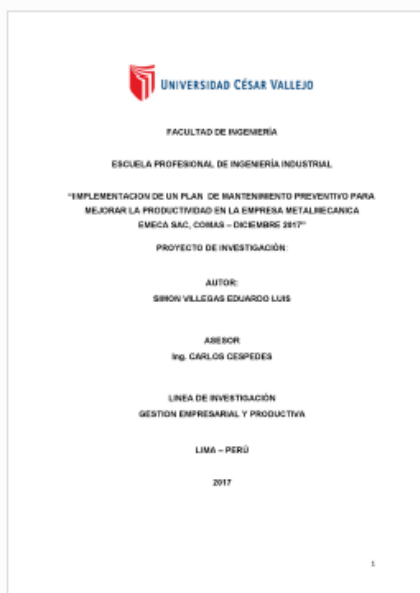 UNIVERSIDAD CÉSAR VALLEJO
FACULTAD DE INGENIERÍA
ESCUELA PROFESIONAL DE INGENIERÍA INDUSTRIAL
"IMPLEMENTACION DE UN PLAN DE MANTENIMIENTO PREVENTIVO PARA
MEJORAR LA PRODUCTIVIDAD EN LA EMPRESA METALMECANICA
EMECA SAC, COMAS – DICIEMBRE 2017"
PROYECTO DE INVESTIGACIÓN:
AUTOR:
SIMON VILLEGAS EDUARDO LUIS
ASESOR
Ing. CARLOS CESPEDES
LINEA DE INVESTIGACIÓN
GESTION EMPRESARIAL Y PRODUCTIVA
LIMA – PERÚ
2017
1